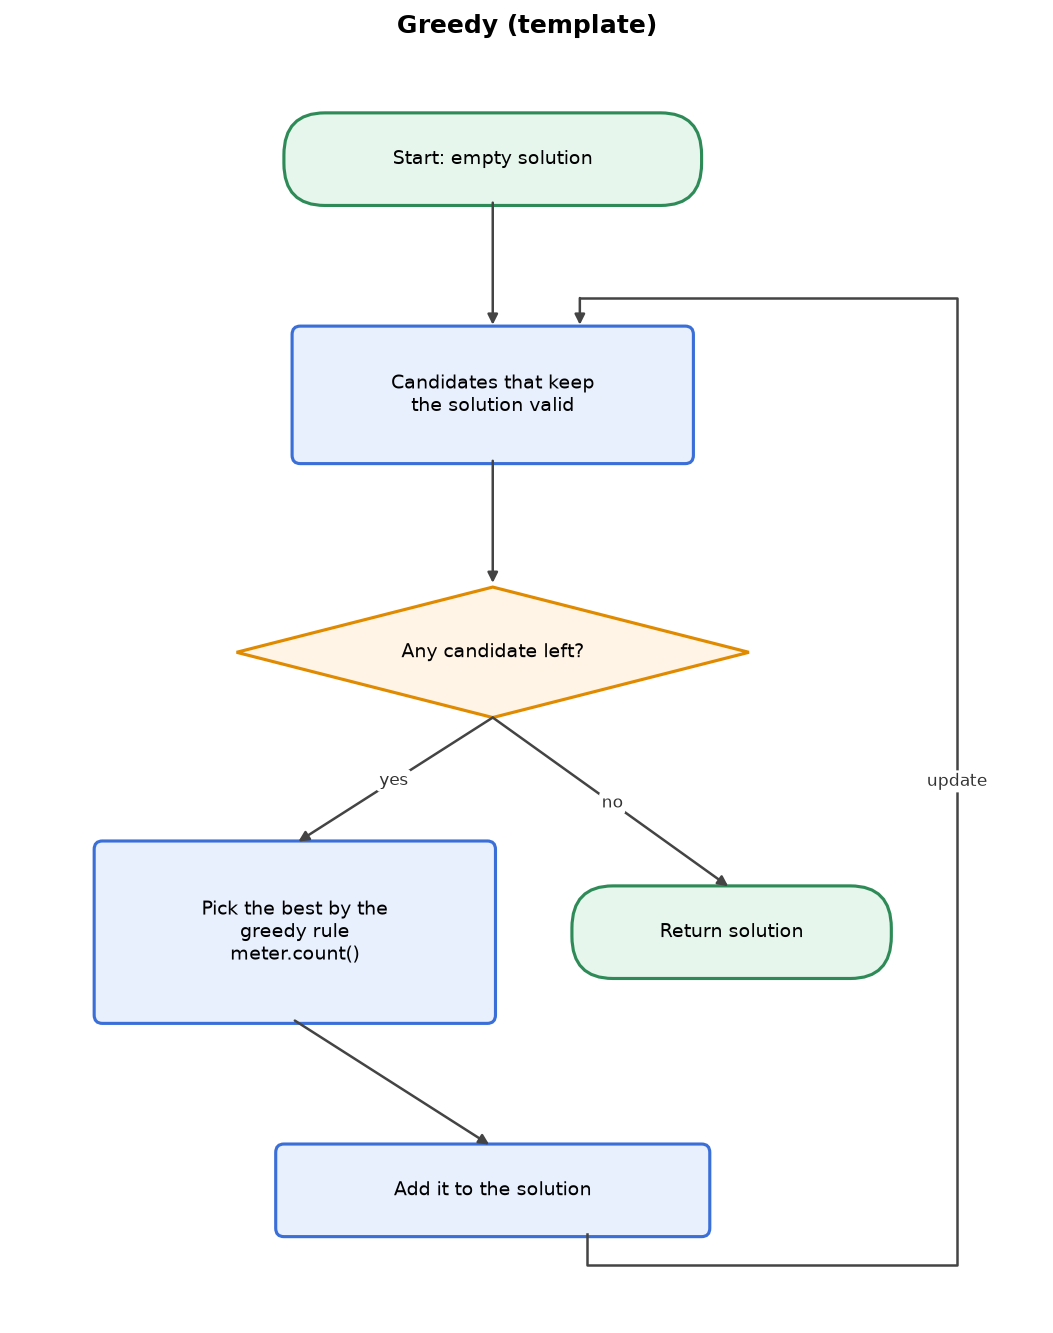 Greedy (template)
Start: empty solution
Candidates that keep
the solution valid
Any candidate left?
yes
no
update
Pick the best by the
greedy rule
meter.count()
Return solution
Add it to the solution